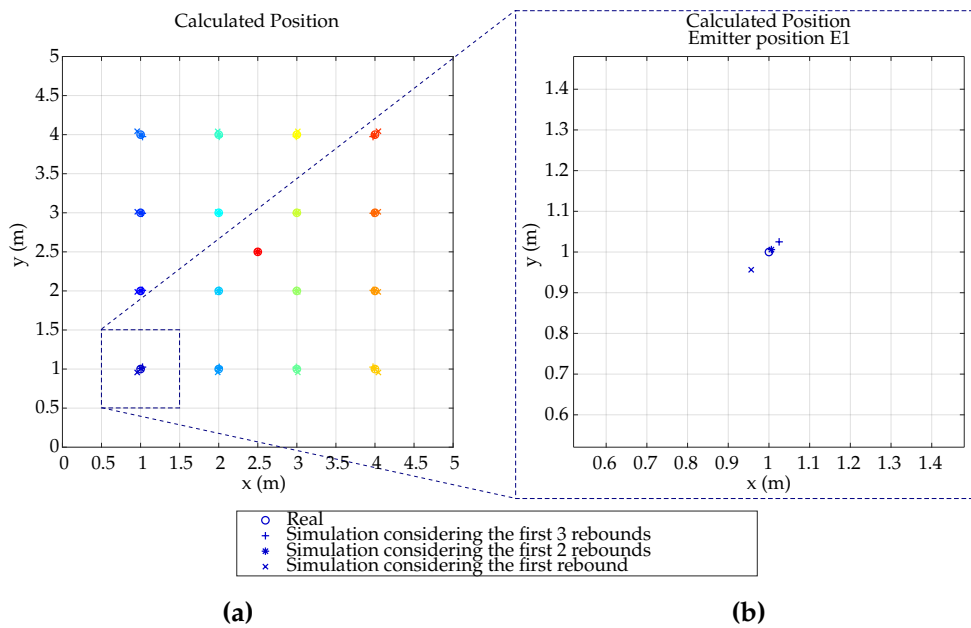 Calculated Position
y (m)
5
4.5
4
3.5
3
2.5
2
1.5
1
0.5
0
0 0.5 1 1.5 2 2.5 3 3.5 4 4.5 5
x (m)
Calculated Position
Emitter position E1
y (m)
1.4
1.3
1.2
1.1
1
0.9
0.8
0.7
0.6
0.6 0.7 0.8 0.9 1 1.1 1.2 1.3 1.4
x (m)
Real
Simulation considering the first 3 rebounds
Simulation considering the first 2 rebounds
Simulation considering the first rebound
(a)
(b)